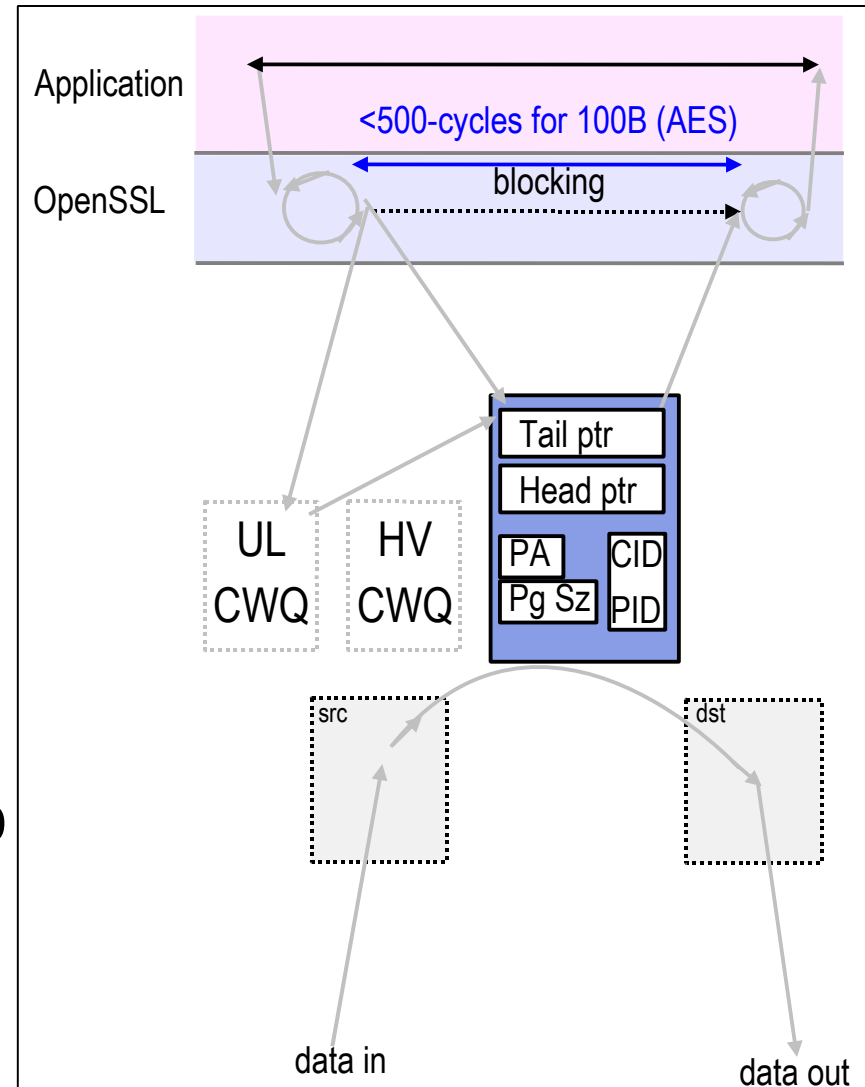 Application
<500-cycles for 100B (AES)
OpenSSL
blocking
Tail ptr
Head ptr
UL
CWQ
HV
CWQ
PA
Pg Sz
CID
PID
src
dst
)
data in
data out